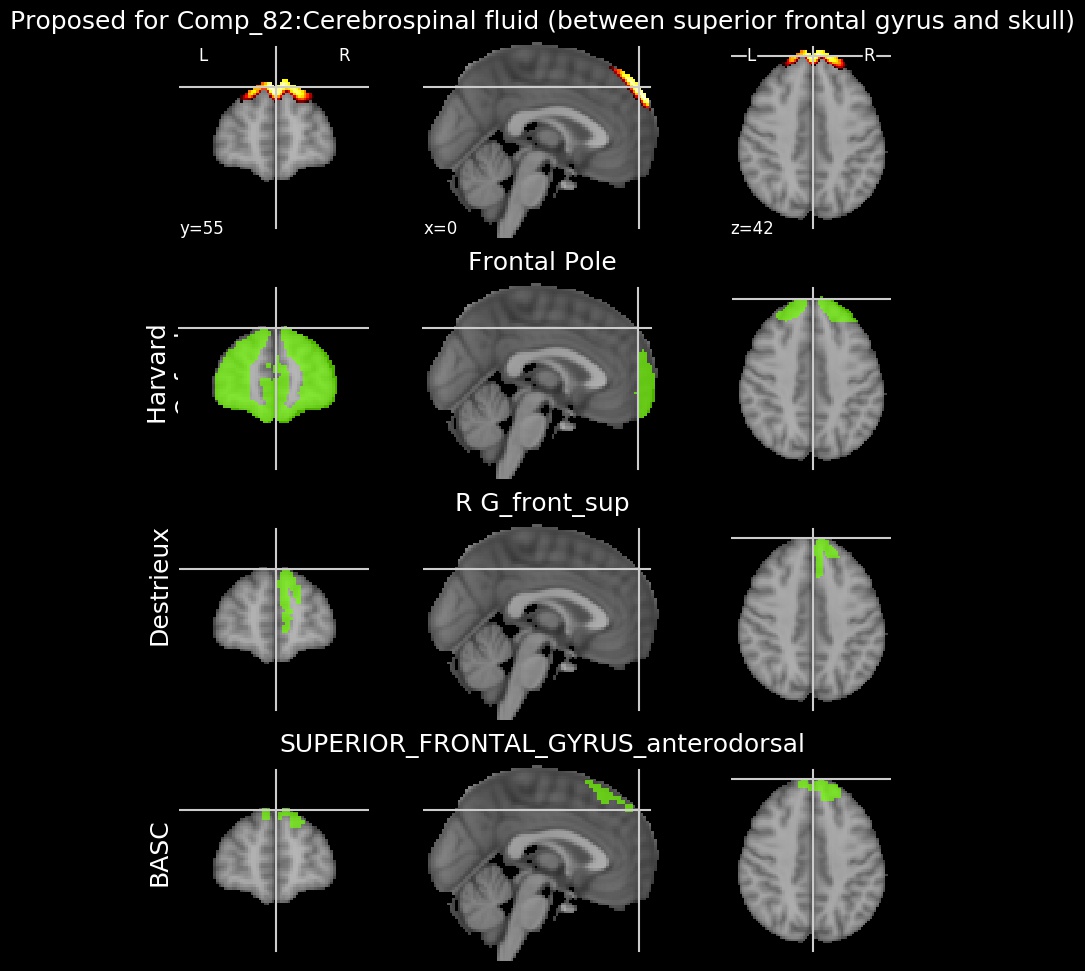 Proposed for Comp_82:Cerebrospinal fluid (between superior frontal gyrus and skull)
L R
L R
y=55
x=0
z=42
Frontal Pole
Harvard
R G_front_sup
Destrieux
SUPERIOR_FRONTAL_GYRUS_anterodorsal
BASC